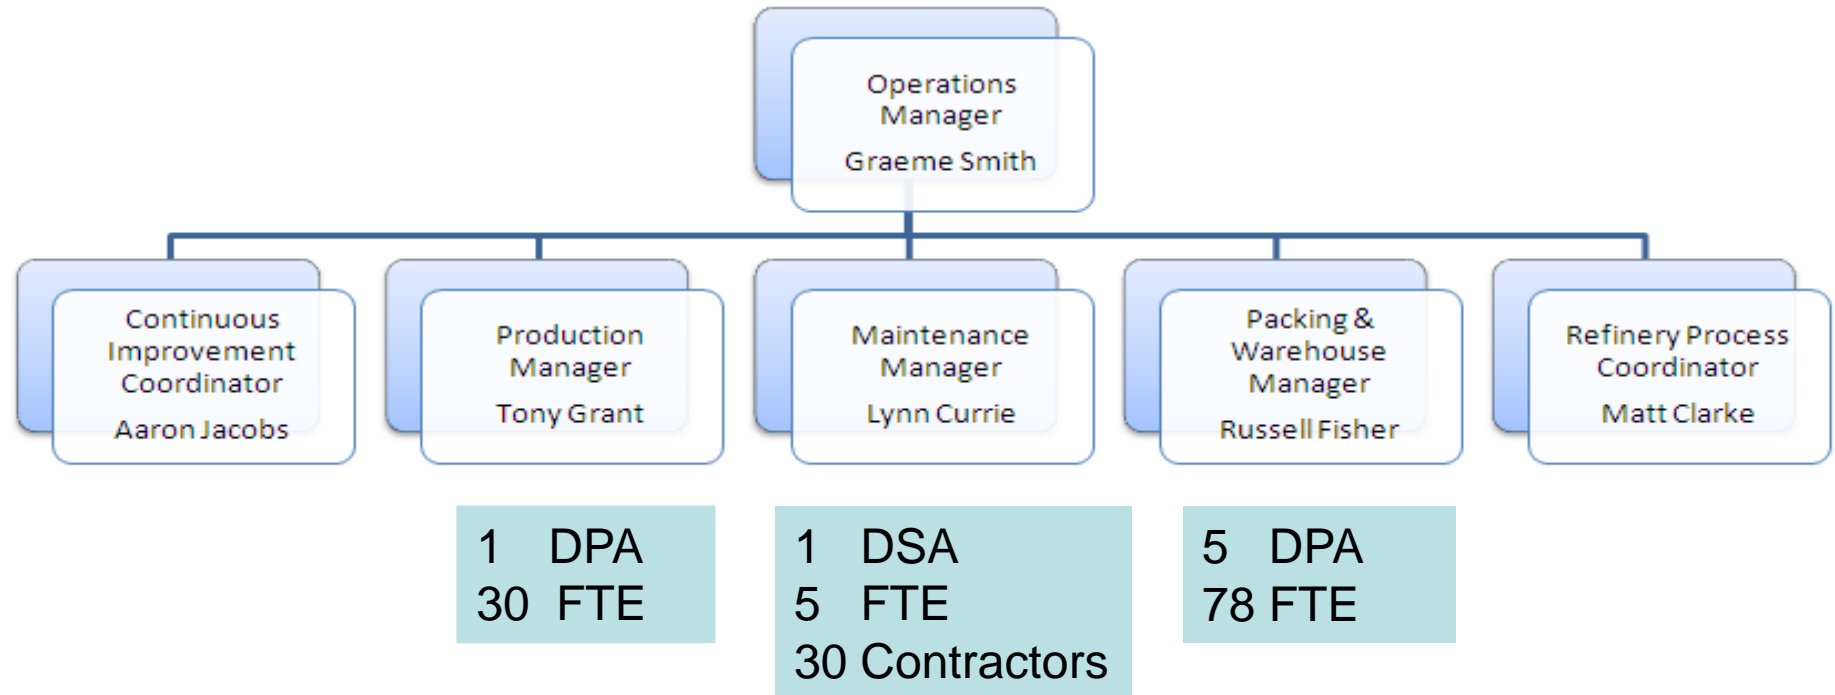 Operations
Manager
Graeme Smith
Continuous
Improvement
Coordinator
Aaron Jacobs
Production
Manager
Tony Grant
Maintenance
Manager
Lynn Currie
Packing &
Warehouse
Manager
Russell Fisher
Refinery Process
Coordinator
Matt Clarke
1 DPA
30 FTE
1 DSA
5 FTE
30 Contractors
5 DPA
78 FTE